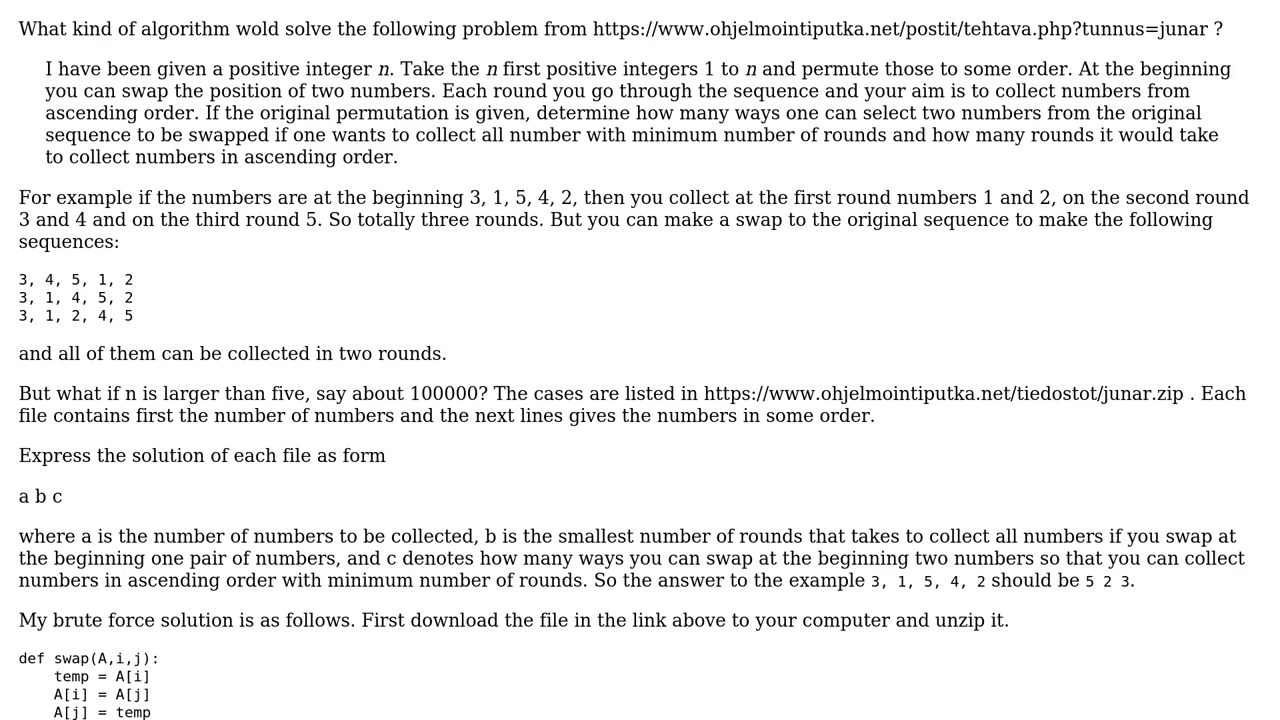 What kind of algorithm wold solve the following problem from https://www.ohjelmointiputka.net/postit/tehtava.php?tunnus=junar ?
I have been given a positive integer n. Take the n first positive integers 1 to n and permute those to some order. At the beginning
you can swap the position of two numbers. Each round you go through the sequence and your aim is to collect numbers from
ascending order. If the original permutation is given, determine how many ways one can select two numbers from the original
sequence to be swapped if one wants to collect all number with minimum number of rounds and how many rounds it would take
to collect numbers in ascending order.
For example if the numbers are at the beginning 3, 1, 5, 4, 2, then you collect at the first round numbers 1 and 2, on the second round
3 and 4 and on the third round 5. So totally three rounds. But you can make a swap to the original sequence to make the following
sequences:
3, 4, 5, 1, 2
3, 1, 4, 5, 2
3, 1, 2, 4, 5
and all of them can be collected in two rounds.
But what if n is larger than five, say about 100000? The cases are listed in https://www.ohjelmointiputka.net/tiedostot/junar.zip . Each
file contains first the number of numbers and the next lines gives the numbers in some order.
Express the solution of each file as form
a b c
where a is the number of numbers to be collected, b is the smallest number of rounds that takes to collect all numbers if you swap at
the beginning one pair of numbers, and c denotes how many ways you can swap at the beginning two numbers so that you can collect
numbers in ascending order with minimum number of rounds. So the answer to the example 3, 1, 5, 4, 2 should be 5 2 3.
My brute force solution is as follows. First download the file in the link above to your computer and unzip it.
def swap(A,i,j):
    temp = A[i]
    A[i] = A[j]
    A[j] = temp